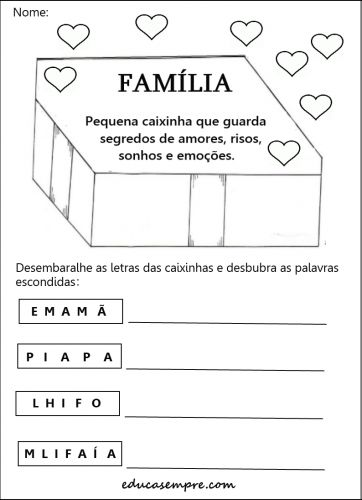 Nome:
FAMÍLIA
Pequena caixinha que guarda
segredos de amores, risos,
sonhos e emoções.
Desembaralhe as letras das caixinhas e desbubra as palavras
escondidas:
E M A M Ã
P I A P A
L H I F O
M L I F A Í A
educasempre.com